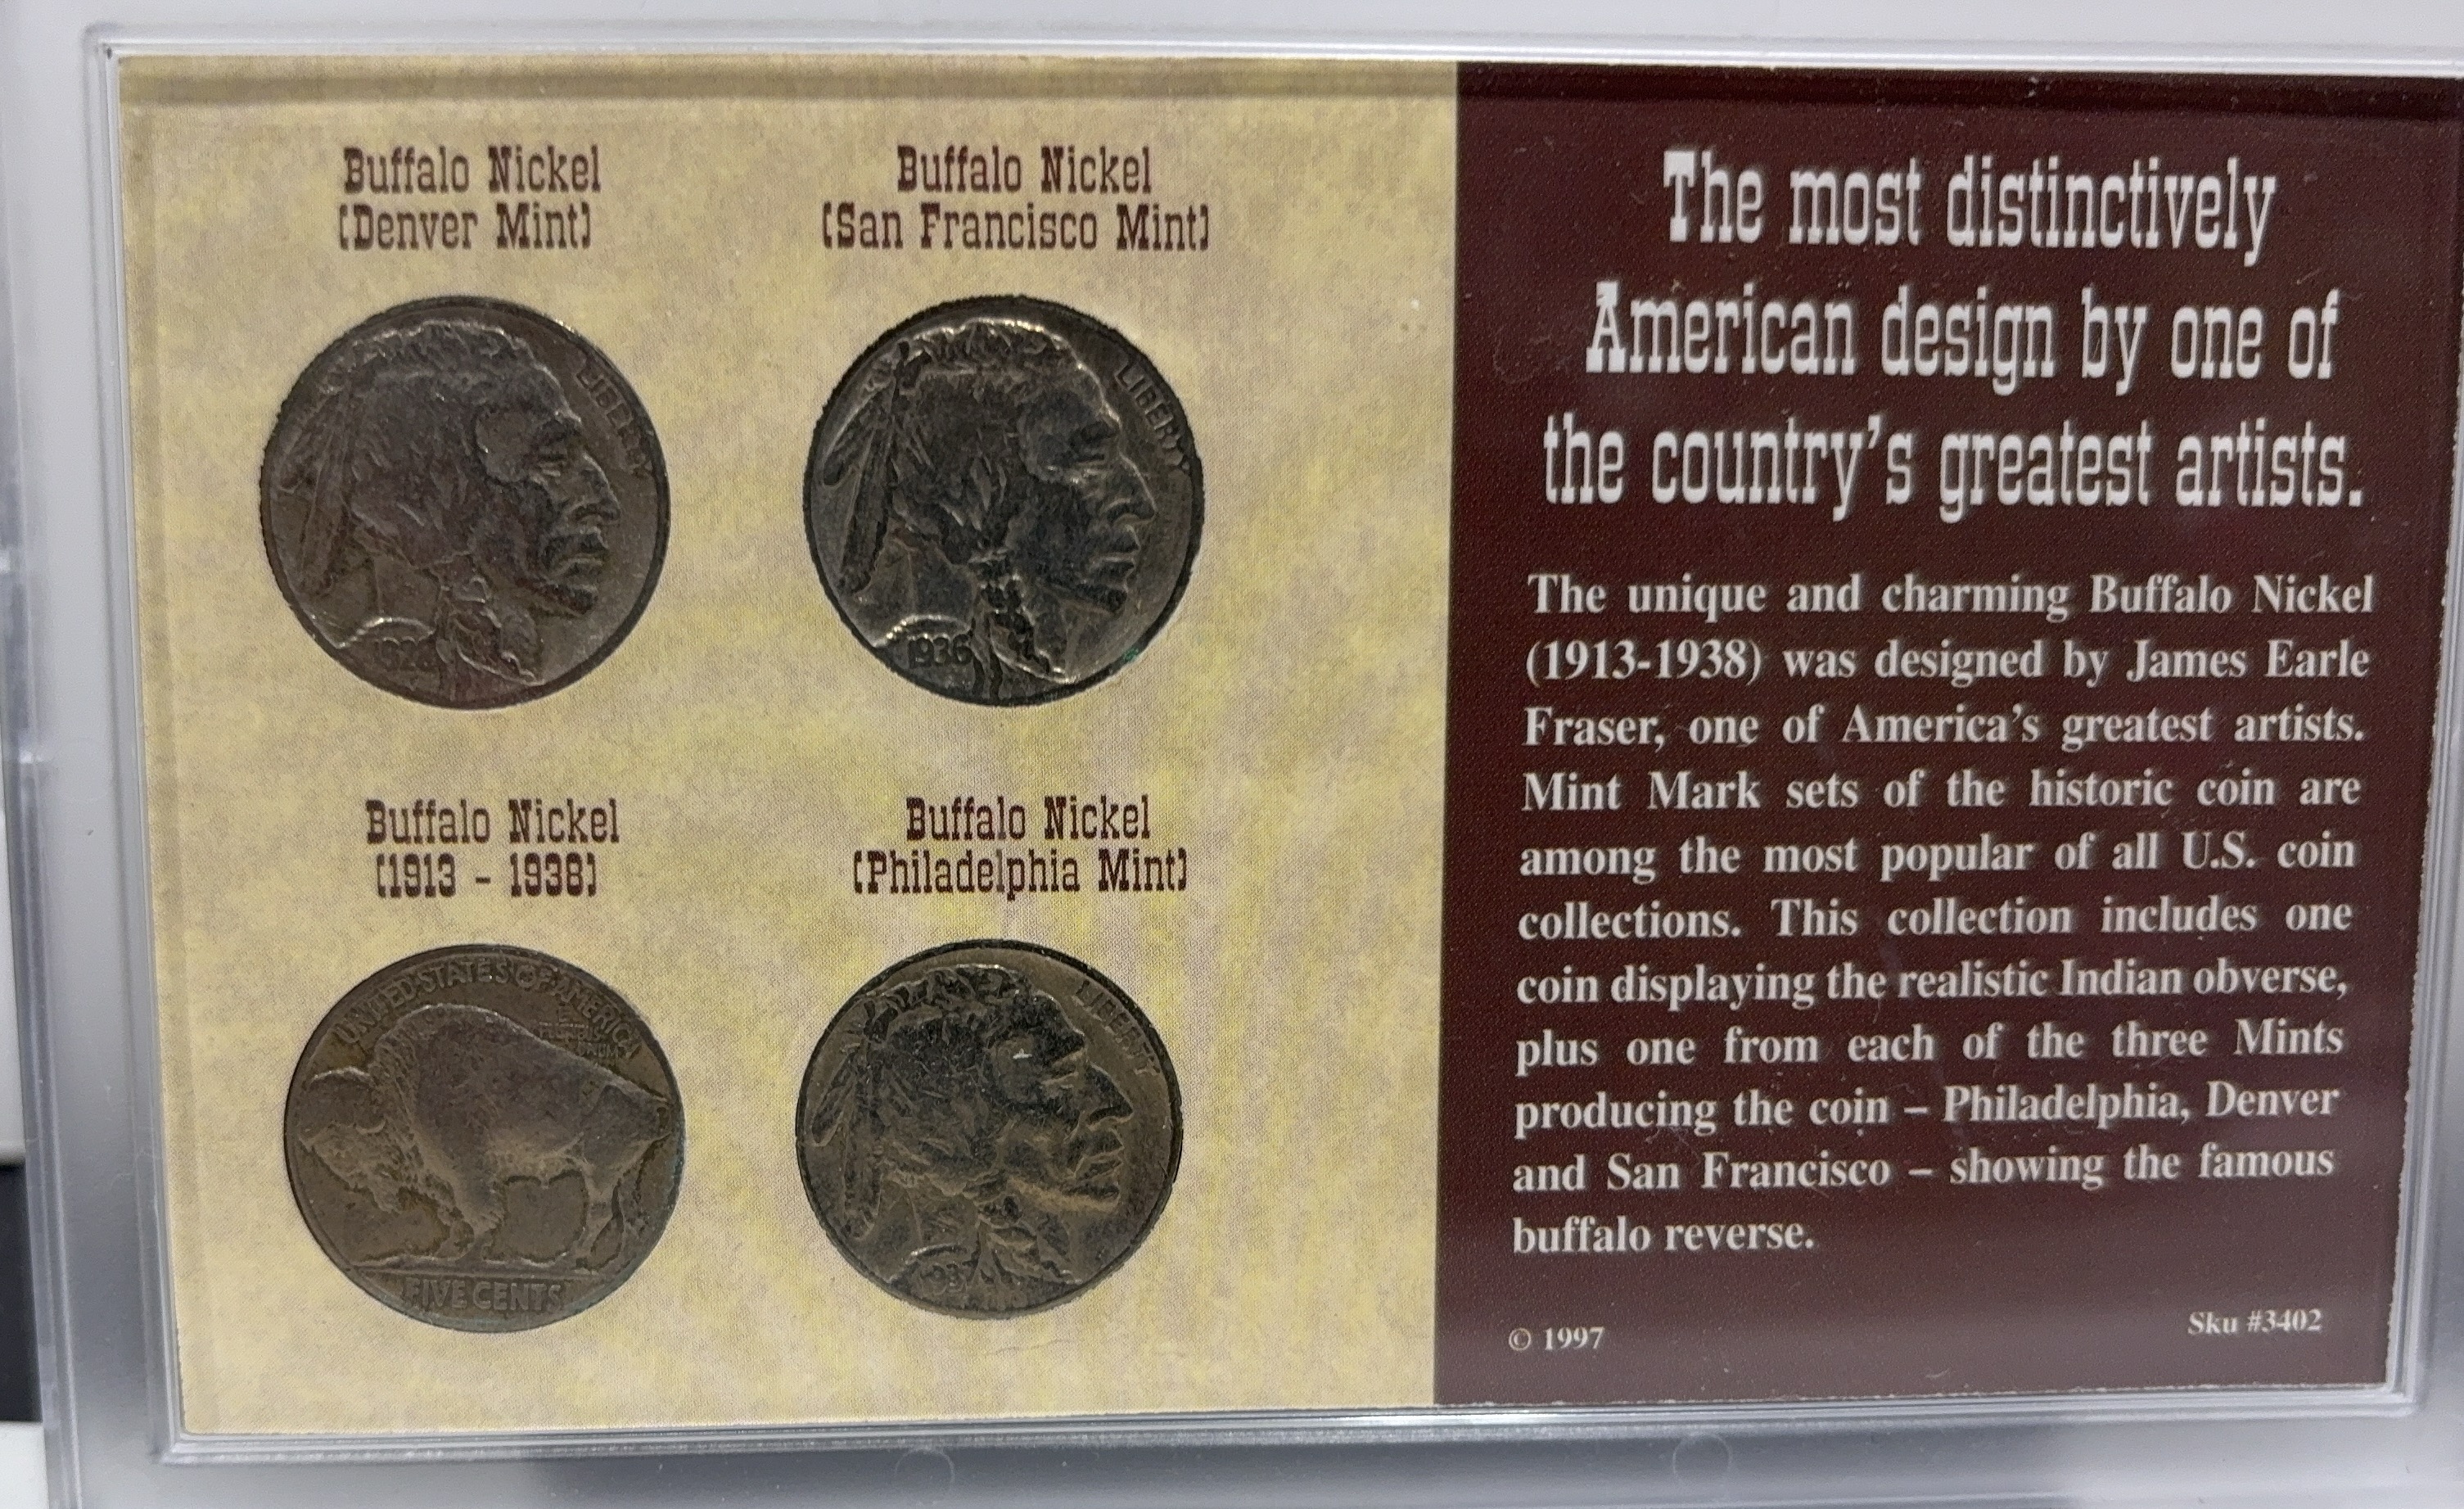 Buffalo Nickel
(Denver Mint)
LIBERTY
1928
Buffalo Nickel
(San Francisco Mint)
LIBERTY
1936
Buffalo Nickel
(1913 - 1938)
UNITED STATES OF AMERICA
FIVE CENTS
Buffalo Nickel
(Philadelphia Mint)
LIBERTY
The most distinctively
American design by one of
the country's greatest artists.
The unique and charming Buffalo Nickel
(1913-1938) was designed by James Earle
Fraser, one of America's greatest artists.
Mint Mark sets of the historic coin are
among the most popular of all U.S. coin
collections. This collection includes one
coin displaying the realistic Indian obverse,
plus one from each of the three Mints
producing the coin – Philadelphia, Denver
and San Francisco – showing the famous
buffalo reverse.
© 1997
Sku #3402